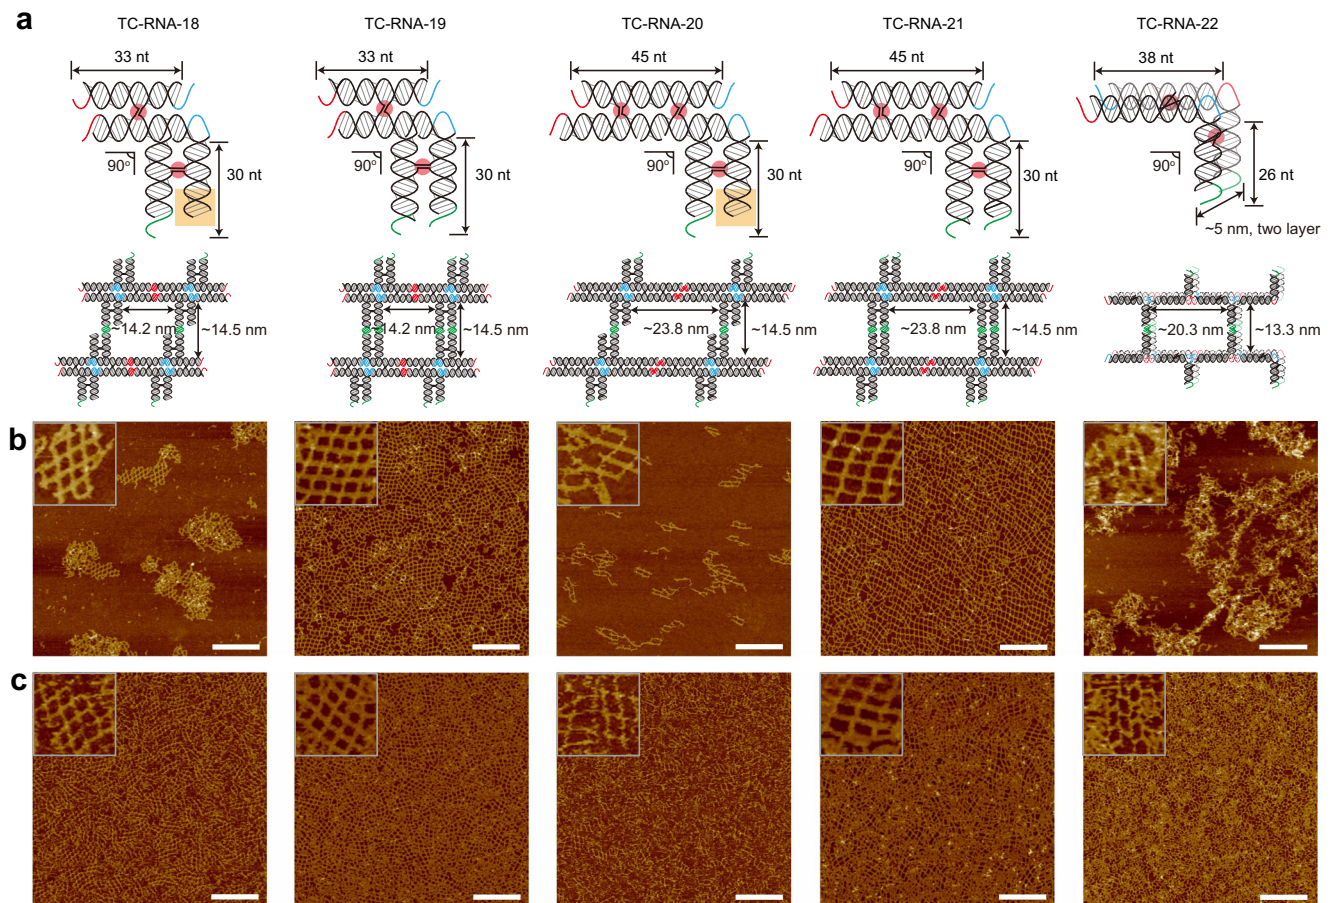 a
TC-RNA-18
TC-RNA-19
TC-RNA-20
TC-RNA-21
TC-RNA-22
33 nt
33 nt
45 nt
45 nt
38 nt
90°
30 nt
90°
30 nt
90°
30 nt
90°
30 nt
90°
26 nt
~5 nm, two layer
~14.2 nm
~14.5 nm
~14.2 nm
~14.5 nm
~23.8 nm
~14.5 nm
~23.8 nm
~14.5 nm
~20.3 nm
~13.3 nm
b
c